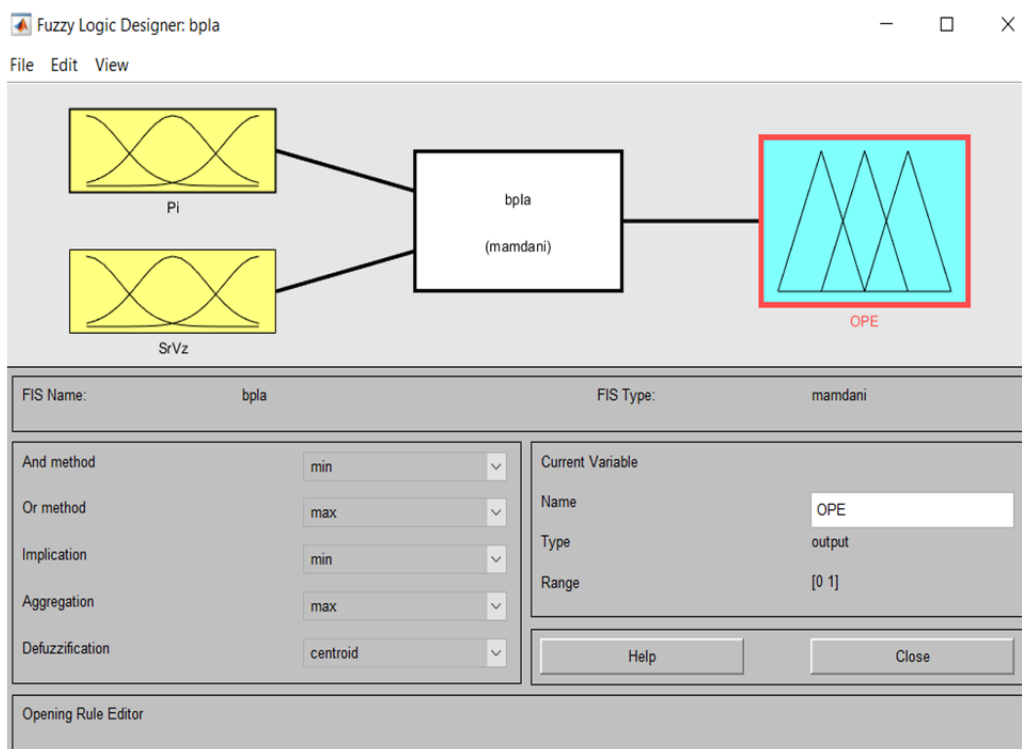 Fuzzy Logic Designer: bpla
File Edit View
Pi
SrVz
bpla
(mamdani)
OPE
FIS Name: bpla FIS Type: mamdani
And method min
Or method max
Implication min
Aggregation max
Defuzzification centroid
Current Variable
Name OPE
Type output
Range [0 1]
Help Close
Opening Rule Editor